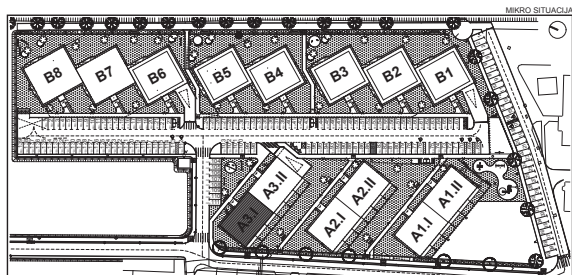 MIKRO SITUACIJA
B8 B7 B6 B5 B4 B3 B2 B1
A3.I A3.II A2.I A2.II A1.I A1.II